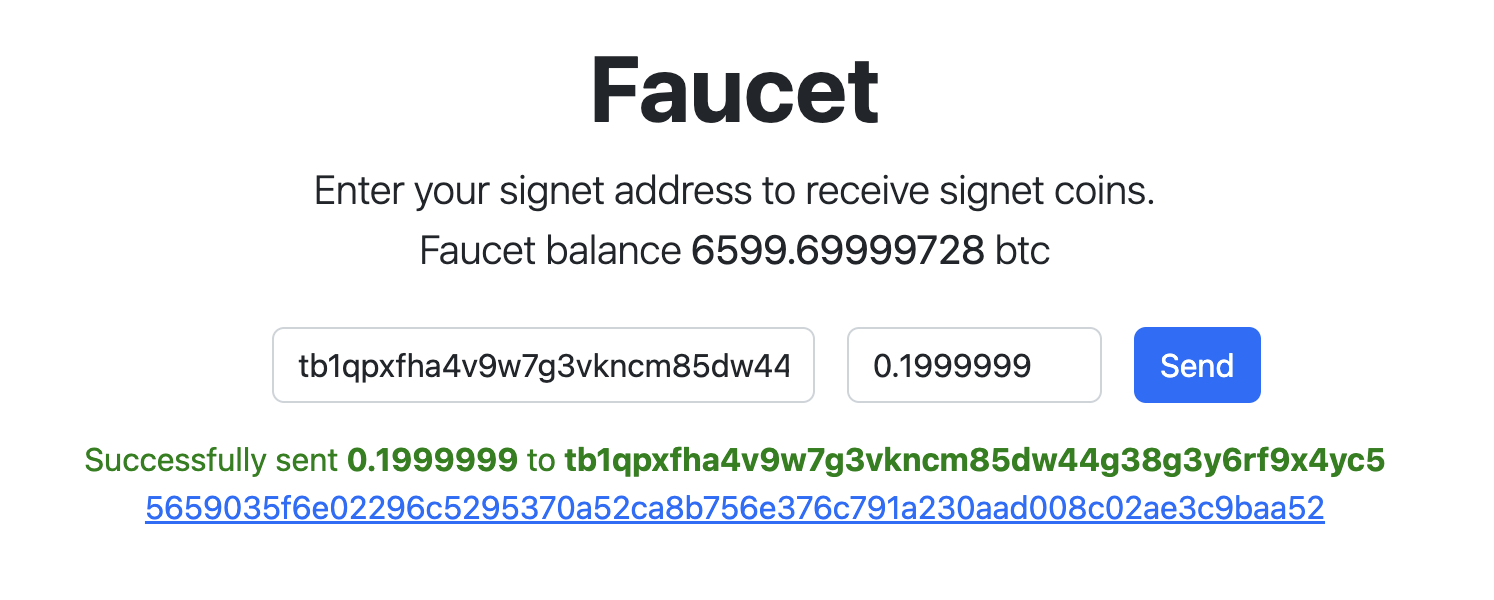 Faucet
Enter your signet address to receive signet coins.
Faucet balance 6599.69999728 btc
tb1qpxfha4v9w7g3vkncm85dw44
0.1999999
Send
Successfully sent 0.1999999 to tb1qpxfha4v9w7g3vkncm85dw44g38g3y6rf9x4yc5
5659035f6e02296c5295370a52ca8b756e376c791a230aad008c02ae3c9baa52